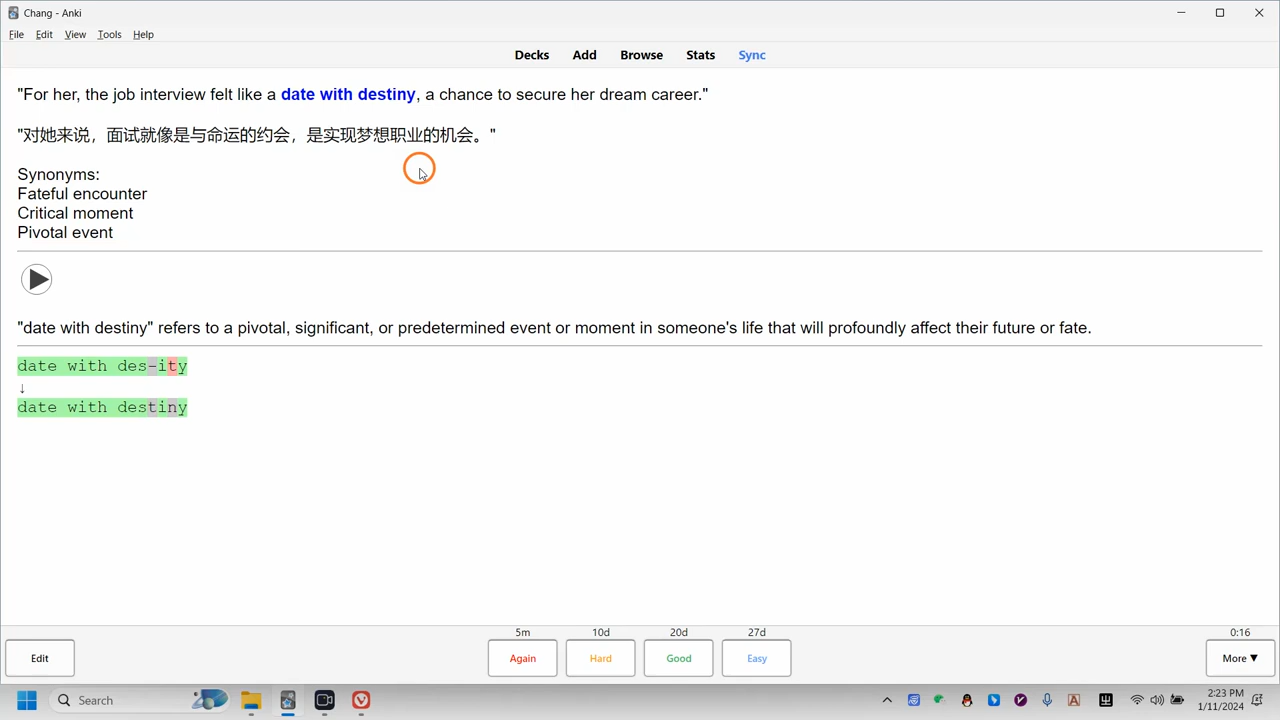 Chang - Anki
File Edit View Tools Help
Decks Add Browse Stats Sync
"For her, the job interview felt like a date with destiny, a chance to secure her dream career."
"对她来说，面试就像是与命运的约会，是实现梦想职业的机会。"
Synonyms:
Fateful encounter
Critical moment
Pivotal event
"date with destiny" refers to a pivotal, significant, or predetermined event or moment in someone's life that will profoundly affect their future or fate.
date with des-ity
↓
date with destiny
5m 10d 20d 27d 0:16
Edit Again Hard Good Easy More ▼
Search
2:23 PM
1/11/2024